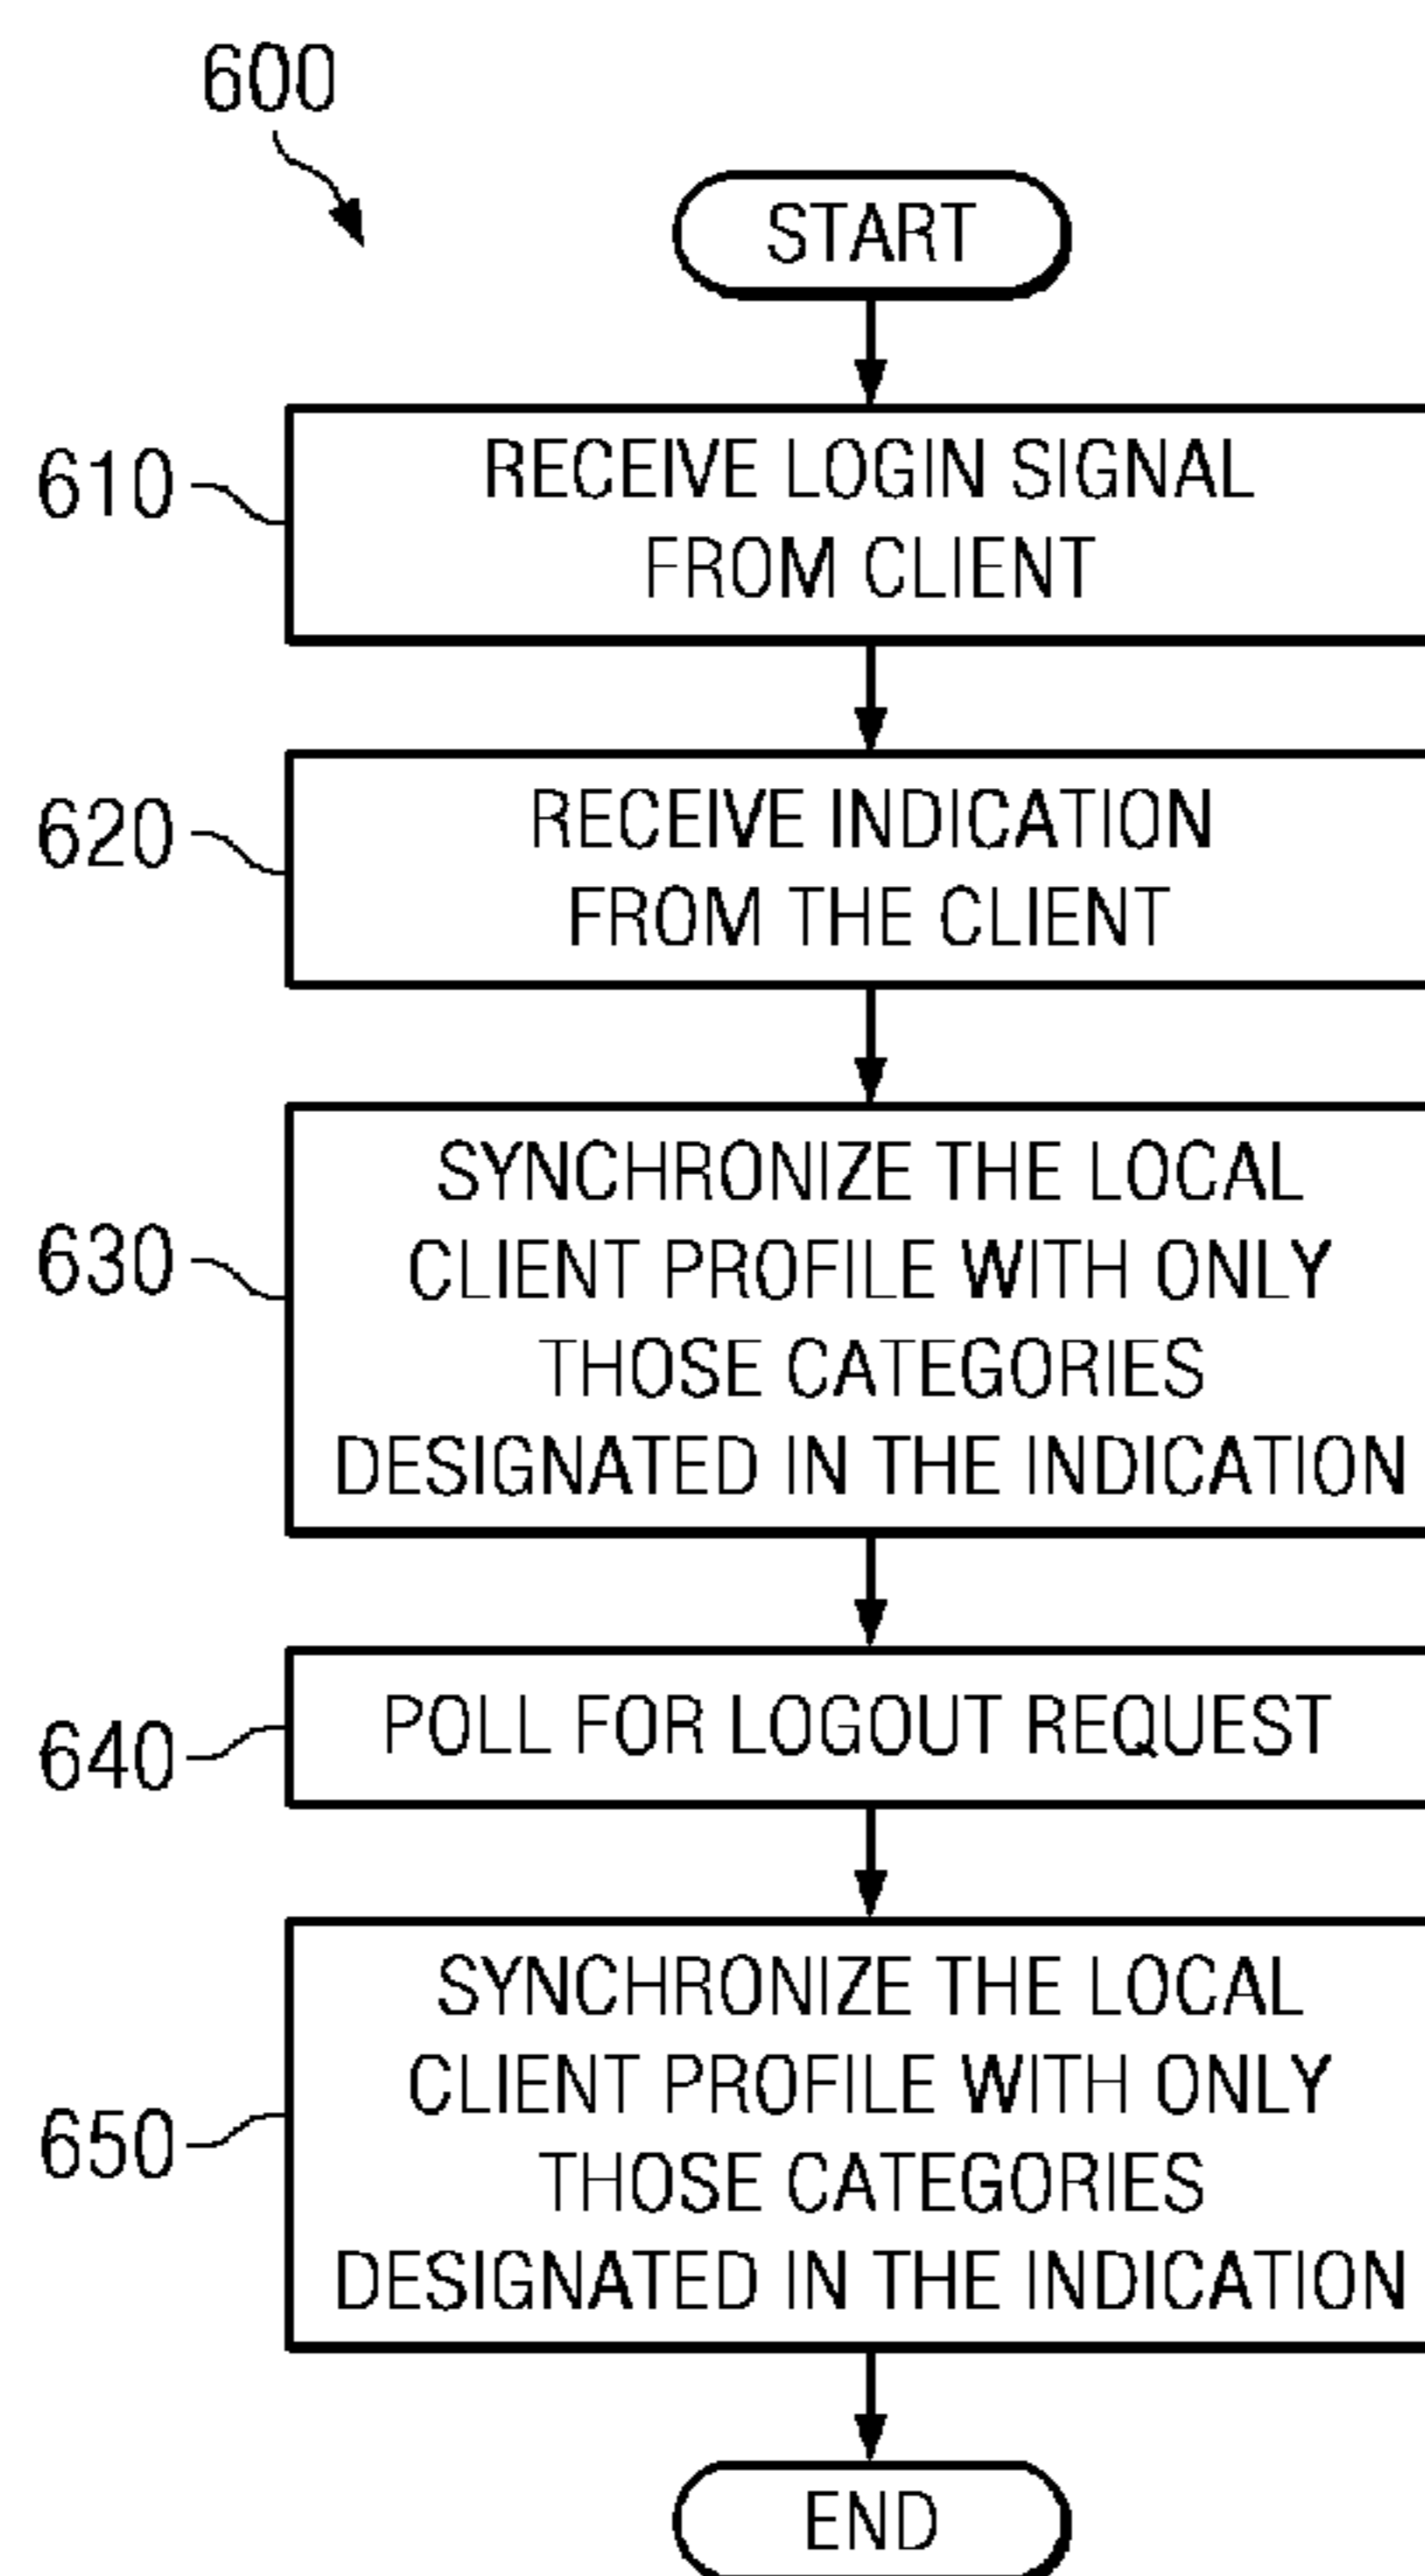 600
START
610
RECEIVE LOGIN SIGNAL
FROM CLIENT
620
RECEIVE INDICATION
FROM THE CLIENT
630
SYNCHRONIZE THE LOCAL
CLIENT PROFILE WITH ONLY
THOSE CATEGORIES
DESIGNATED IN THE INDICATION
640
POLL FOR LOGOUT REQUEST
650
SYNCHRONIZE THE LOCAL
CLIENT PROFILE WITH ONLY
THOSE CATEGORIES
DESIGNATED IN THE INDICATION
END